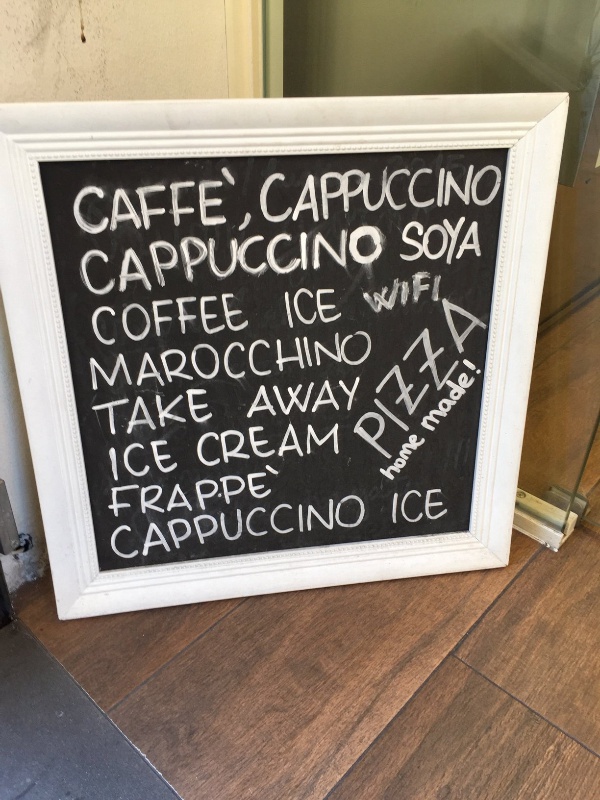 CAFFE`, CAPPUCCINO
CAPPUCCINO SOYA
COFFEE ICE WIFI
MAROCCHINO
TAKE AWAY
ICE CREAM
FRAPPE`
CAPPUCCINO ICE
PIZZA
home made!